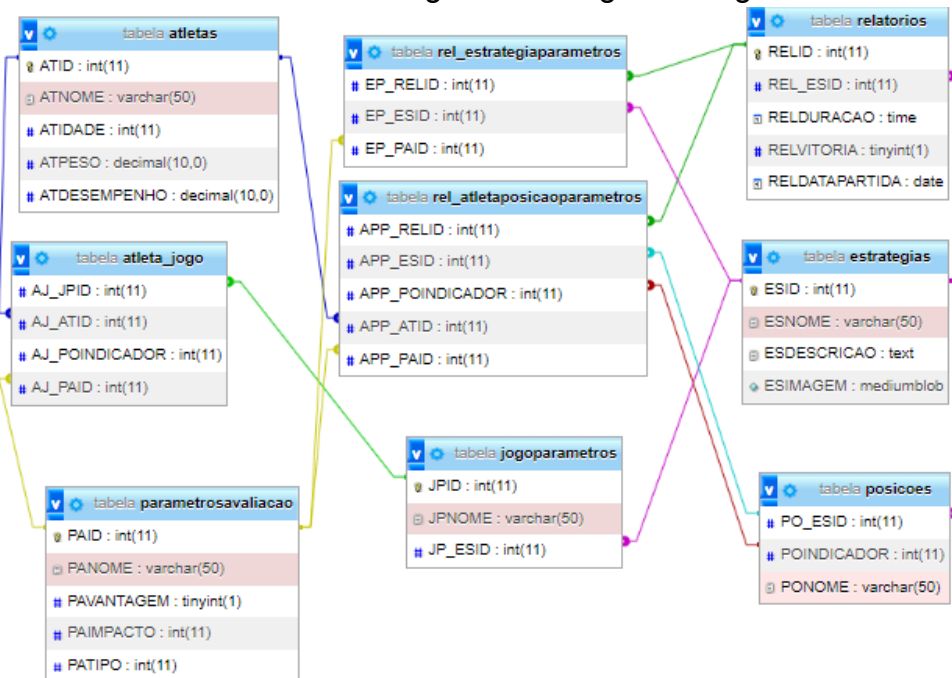 tabela atletas
ATID : int(11)
ATNOME : varchar(50)
ATIDADE : int(11)
ATPESO : decimal(10,0)
ATDESEMPENHO : decimal(10,0)
tabela rel_estrategiaparametros
EP_RELID : int(11)
EP_ESID : int(11)
EP_PAID : int(11)
tabela relatorios
RELID : int(11)
REL_ESID : int(11)
RELDURACAO : time
RELVITORIA : tinyint(1)
RELDATAPARTIDA : date
tabela rel_atletaposicaoparametros
APP_RELID : int(11)
APP_ESID : int(11)
APP_POINDICADOR : int(11)
APP_ATID : int(11)
APP_PAID : int(11)
tabela atleta_jogo
AJ_JPID : int(11)
AJ_ATID : int(11)
AJ_POINDICADOR : int(11)
AJ_PAID : int(11)
tabela estrategias
ESID : int(11)
ESNOME : varchar(50)
ESDESCRICAO : text
ESIMAGEM : mediumblob
tabela jogoparametros
JPID : int(11)
JPNOME : varchar(50)
JP_ESID : int(11)
tabela posicoes
PO_ESID : int(11)
POINDICADOR : int(11)
PONOME : varchar(50)
tabela parametrosavaliacao
PAID : int(11)
PANOME : varchar(50)
PAVANTAGEM : tinyint(1)
PAIMPACTO : int(11)
PATIPO : int(11)